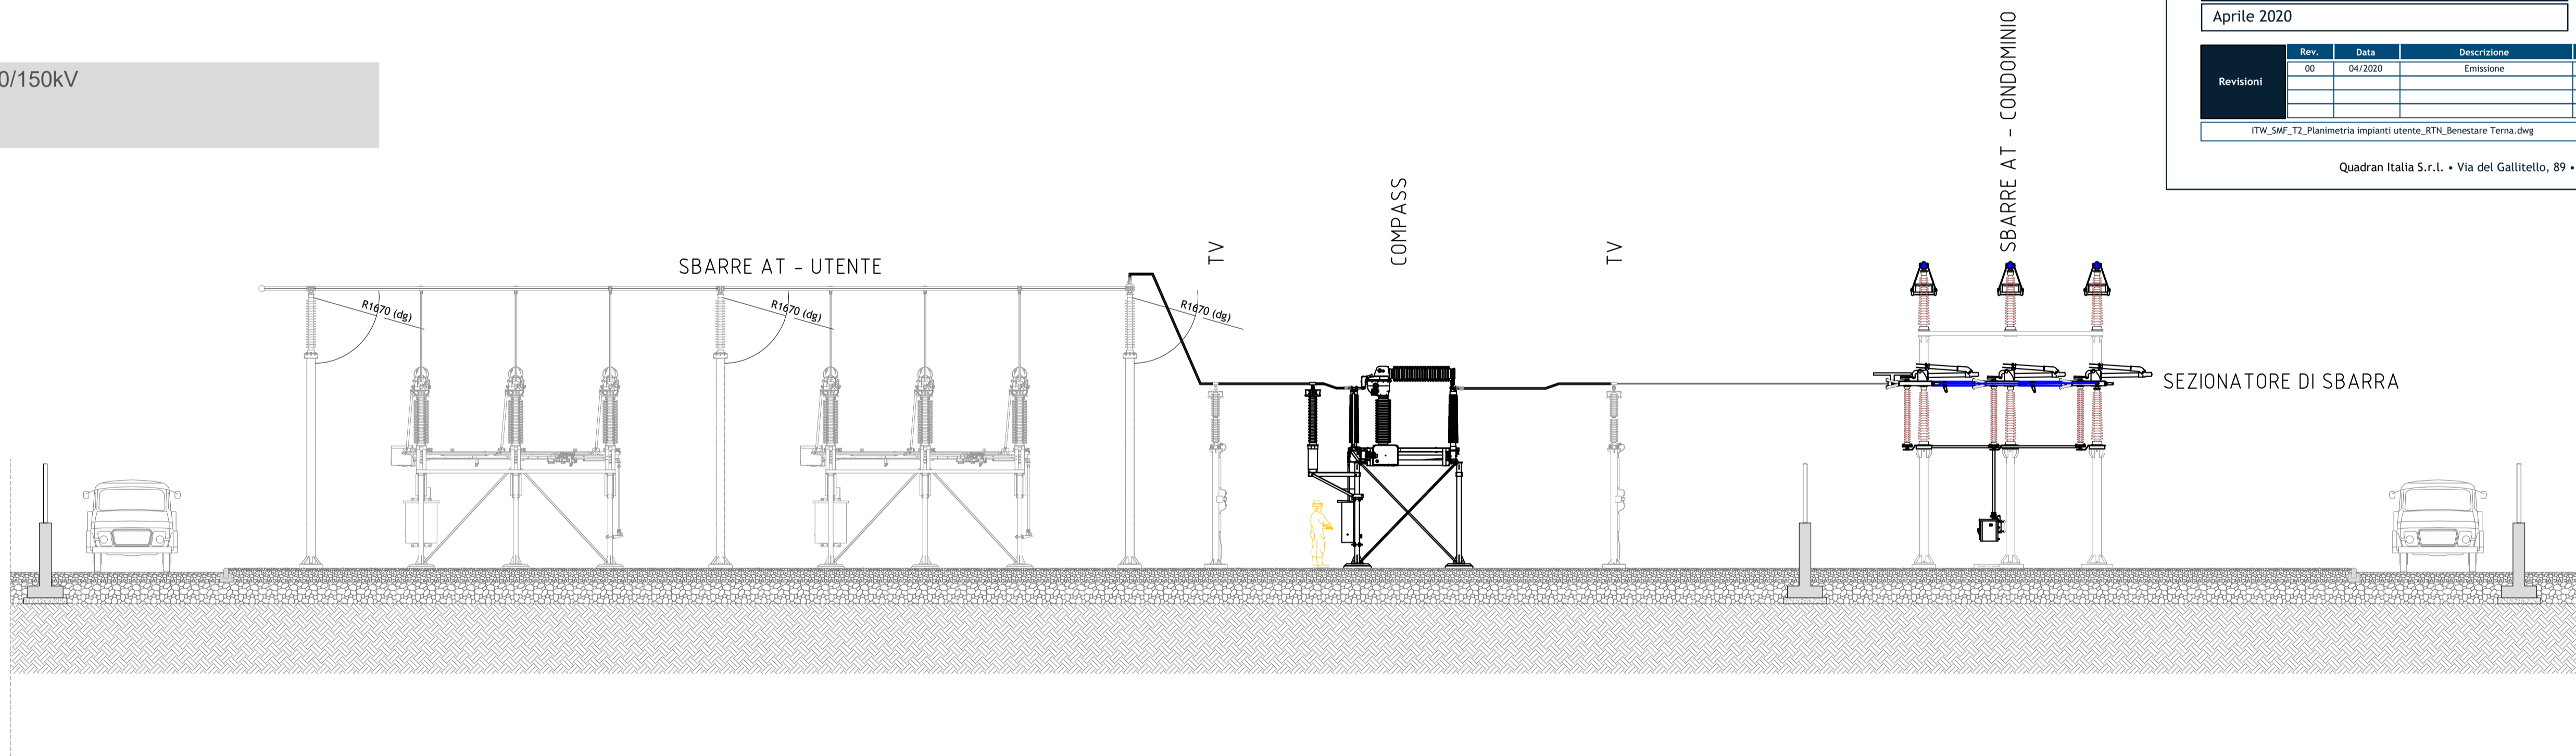 0/150kV
Aprile 2020
Revisioni
Rev. Data Descrizione
00 04/2020 Emissione
ITW_SMF_T2_Planimetria impianti utente_RTN_Benestare Terna.dwg
Quadran Italia S.r.l. • Via del Gallitello, 89 •
SBARRE AT - UTENTE
TV
COMPASS
TV
SBARRE AT - CONDOMINIO
R1670 (dg)
R1670 (dg)
R1670 (dg)
SEZIONATORE DI SBARRA